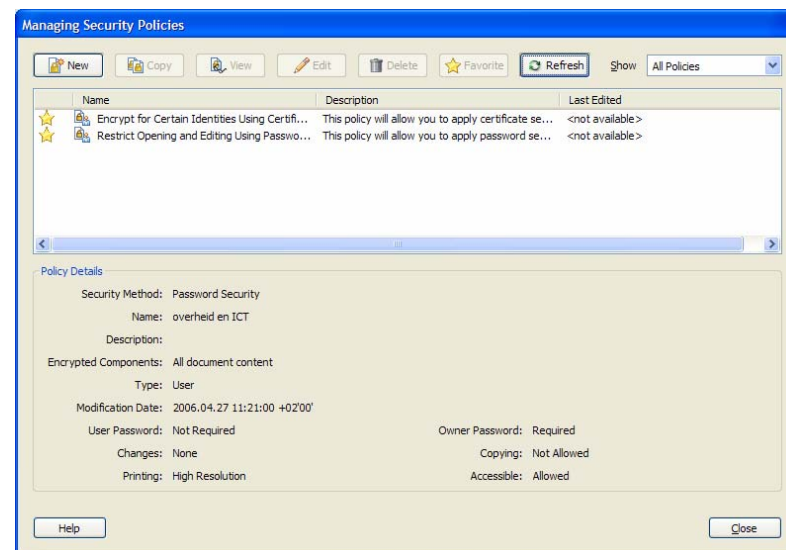 Managing Security Policies
New Copy View Edit Delete Favorite Refresh Show All Policies
Name Description Last Edited
Encrypt for Certain Identities Using Certifi... This policy will allow you to apply certificate se... <not available>
Restrict Opening and Editing Using Passwo... This policy will allow you to apply password se... <not available>
Policy Details
Security Method: Password Security
Name: overheid en ICT
Description:
Encrypted Components: All document content
Type: User
Modification Date: 2006.04.27 11:21:00 +02'00'
User Password: Not Required Owner Password: Required
Changes: None Copying: Not Allowed
Printing: High Resolution Accessible: Allowed
Help Close